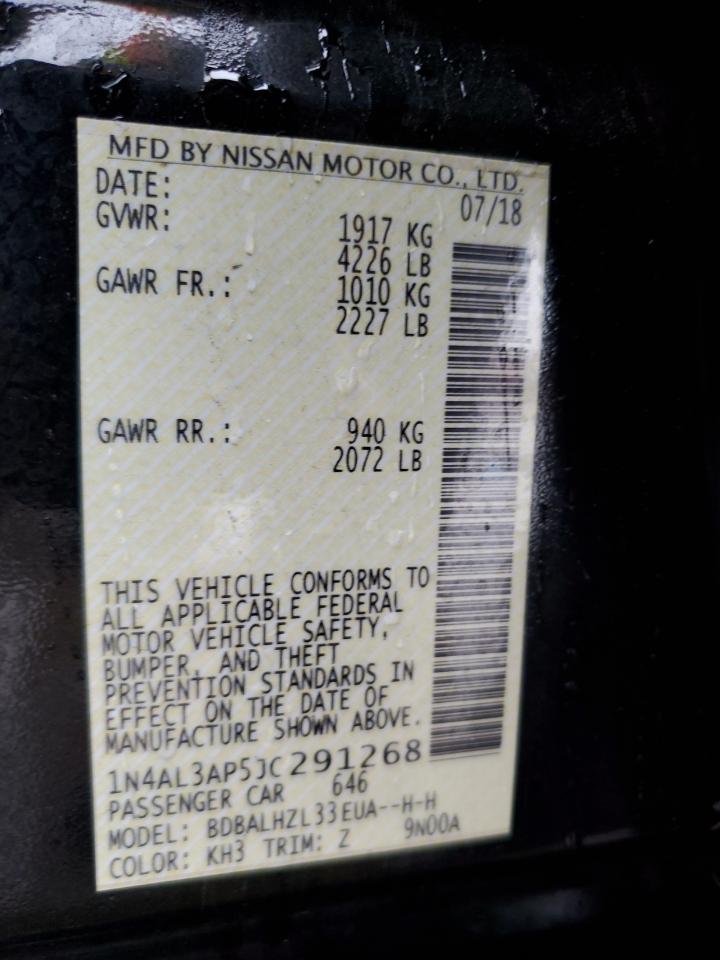 MFD BY NISSAN MOTOR CO., LTD.
DATE: 07/18
GVWR: 1917 KG
4226 LB
GAWR FR.: 1010 KG
2227 LB
GAWR RR.: 940 KG
2072 LB
THIS VEHICLE CONFORMS TO
ALL APPLICABLE FEDERAL
MOTOR VEHICLE SAFETY,
BUMPER, AND THEFT
PREVENTION STANDARDS IN
EFFECT ON THE DATE OF
MANUFACTURE SHOWN ABOVE.
1N4AL3AP5JC291268
PASSENGER CAR 646
MODEL: BDBALHZL33EUA--H-H
COLOR: KH3 TRIM: Z 9N00A